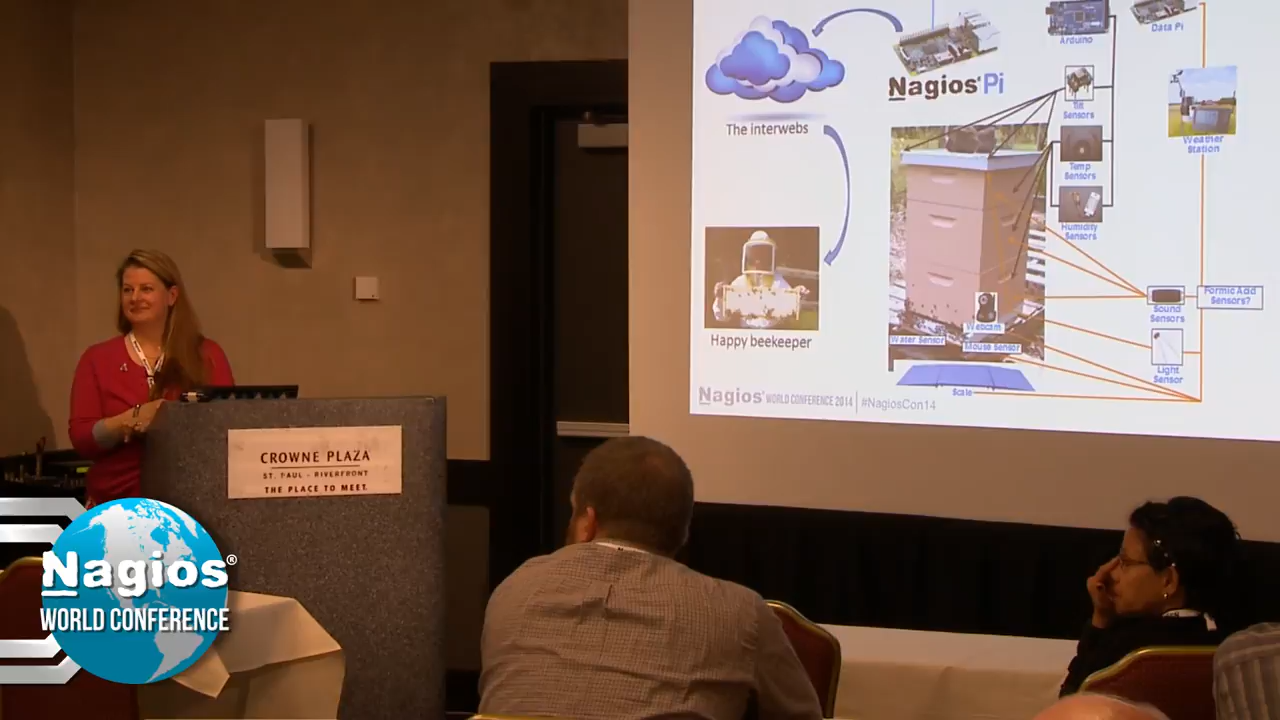 Arduino
Data Pi
Nagios® Pi
The interwebs
Tilt
Sensors
Weather
Station
Temp
Sensors
Humidity
Sensors
Formic Acid
Sensors?
Sound
Sensors
Webcam
Water Sensor
Mouse Sensor
Happy beekeeper
Light
Sensor
Scale
Nagios® WORLD CONFERENCE 2014 | #NagiosCon14
CROWNE PLAZA
ST. PAUL - RIVERFRONT
THE PLACE TO MEET.
Nagios®
WORLD CONFERENCE